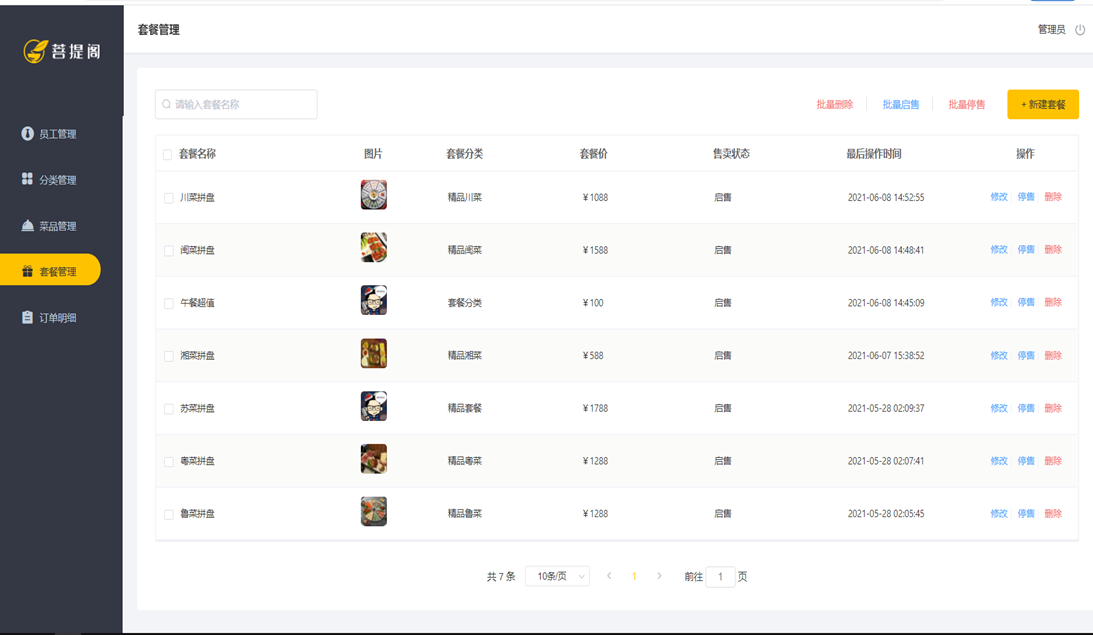 菩提阁
套餐管理
管理员
员工管理
分类管理
菜品管理
套餐管理
订单明细
请输入套餐名称
批量删除 批量启售 批量停售 + 新建套餐
套餐名称 图片 套餐分类 套餐价 售卖状态 最后操作时间 操作
川菜拼盘 精品川菜 ¥1088 启售 2021-06-08 14:52:55 修改 停售 删除
闽菜拼盘 精品闽菜 ¥1588 启售 2021-06-08 14:48:41 修改 停售 删除
午餐超值 套餐分类 ¥100 启售 2021-06-08 14:45:09 修改 停售 删除
湘菜拼盘 精品湘菜 ¥588 启售 2021-06-07 15:38:52 修改 停售 删除
苏菜拼盘 精品套餐 ¥1788 启售 2021-05-28 02:09:37 修改 停售 删除
粤菜拼盘 精品粤菜 ¥1288 启售 2021-05-28 02:07:41 修改 停售 删除
鲁菜拼盘 精品鲁菜 ¥1288 启售 2021-05-28 02:05:45 修改 停售 删除
共 7 条 10条/页 1 前往 1 页